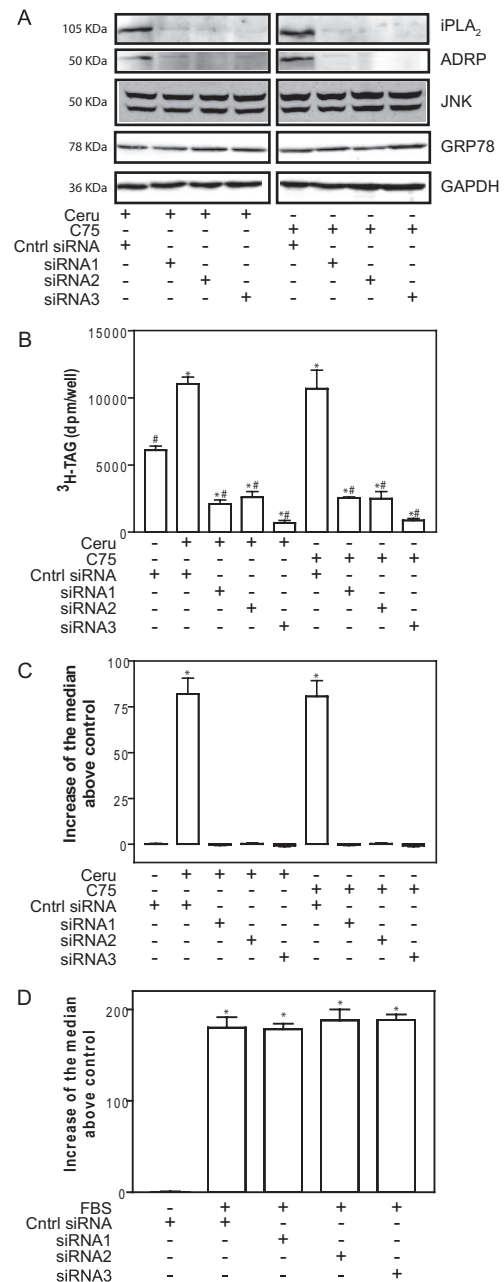 A
105 KDa iPLA2
50 KDa ADRP
50 KDa JNK
78 KDa GRP78
36 KDa GAPDH
Ceru + + + + - - - -
C75 - - - - + + + +
Cntrl siRNA + - - - + - - -
siRNA1 - + - - - + - -
siRNA2 - - + - - - + -
siRNA3 - - - + - - - +
B
15000
10000
5000
0
3H-TAG (dpm/well)
# * *# *# *# * *# *# *#
Ceru - + + + + - - - -
C75 - - - - - + + + +
Cntrl siRNA + + - - - + - - -
siRNA1 - - + - - - + - -
siRNA2 - - - + - - - + -
siRNA3 - - - - + - - - +
C
100
75
50
25
0
Increase of the median
above control
* *
Ceru - + + + + - - - -
C75 - - - - - + + + +
Cntrl siRNA + + - - - + - - -
siRNA1 - - + - - - + - -
siRNA2 - - - + - - - + -
siRNA3 - - - - + - - - +
D
200
100
0
Increase of the median
above control
* * * *
FBS - + + + +
Cntrl siRNA + + - - -
siRNA1 - - + - -
siRNA2 - - - + -
siRNA3 - - - - +